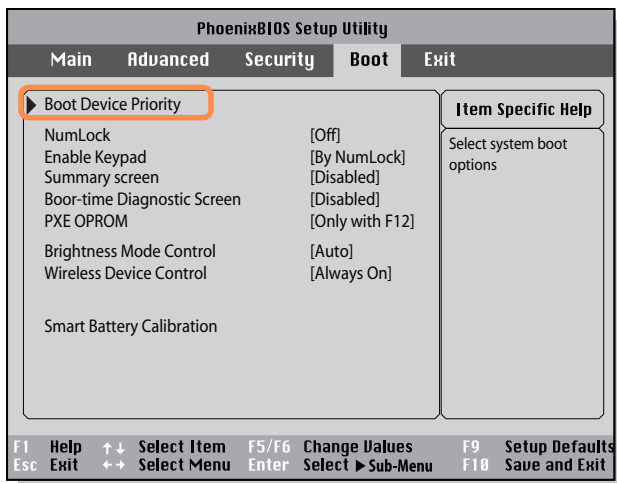 PhoenixBIOS Setup Utility
Main Advanced Security Boot Exit
Boot Device Priority
NumLock [Off]
Enable Keypad [By NumLock]
Summary screen [Disabled]
Boor-time Diagnostic Screen [Disabled]
PXE OPROM [Only with F12]
Brightness Mode Control [Auto]
Wireless Device Control [Always On]
Smart Battery Calibration
Item Specific Help
Select system boot
options
F1 Help ↑↓ Select Item F5/F6 Change Values F9 Setup Defaults
Esc Exit ←→ Select Menu Enter Select ▶ Sub-Menu F10 Save and Exit